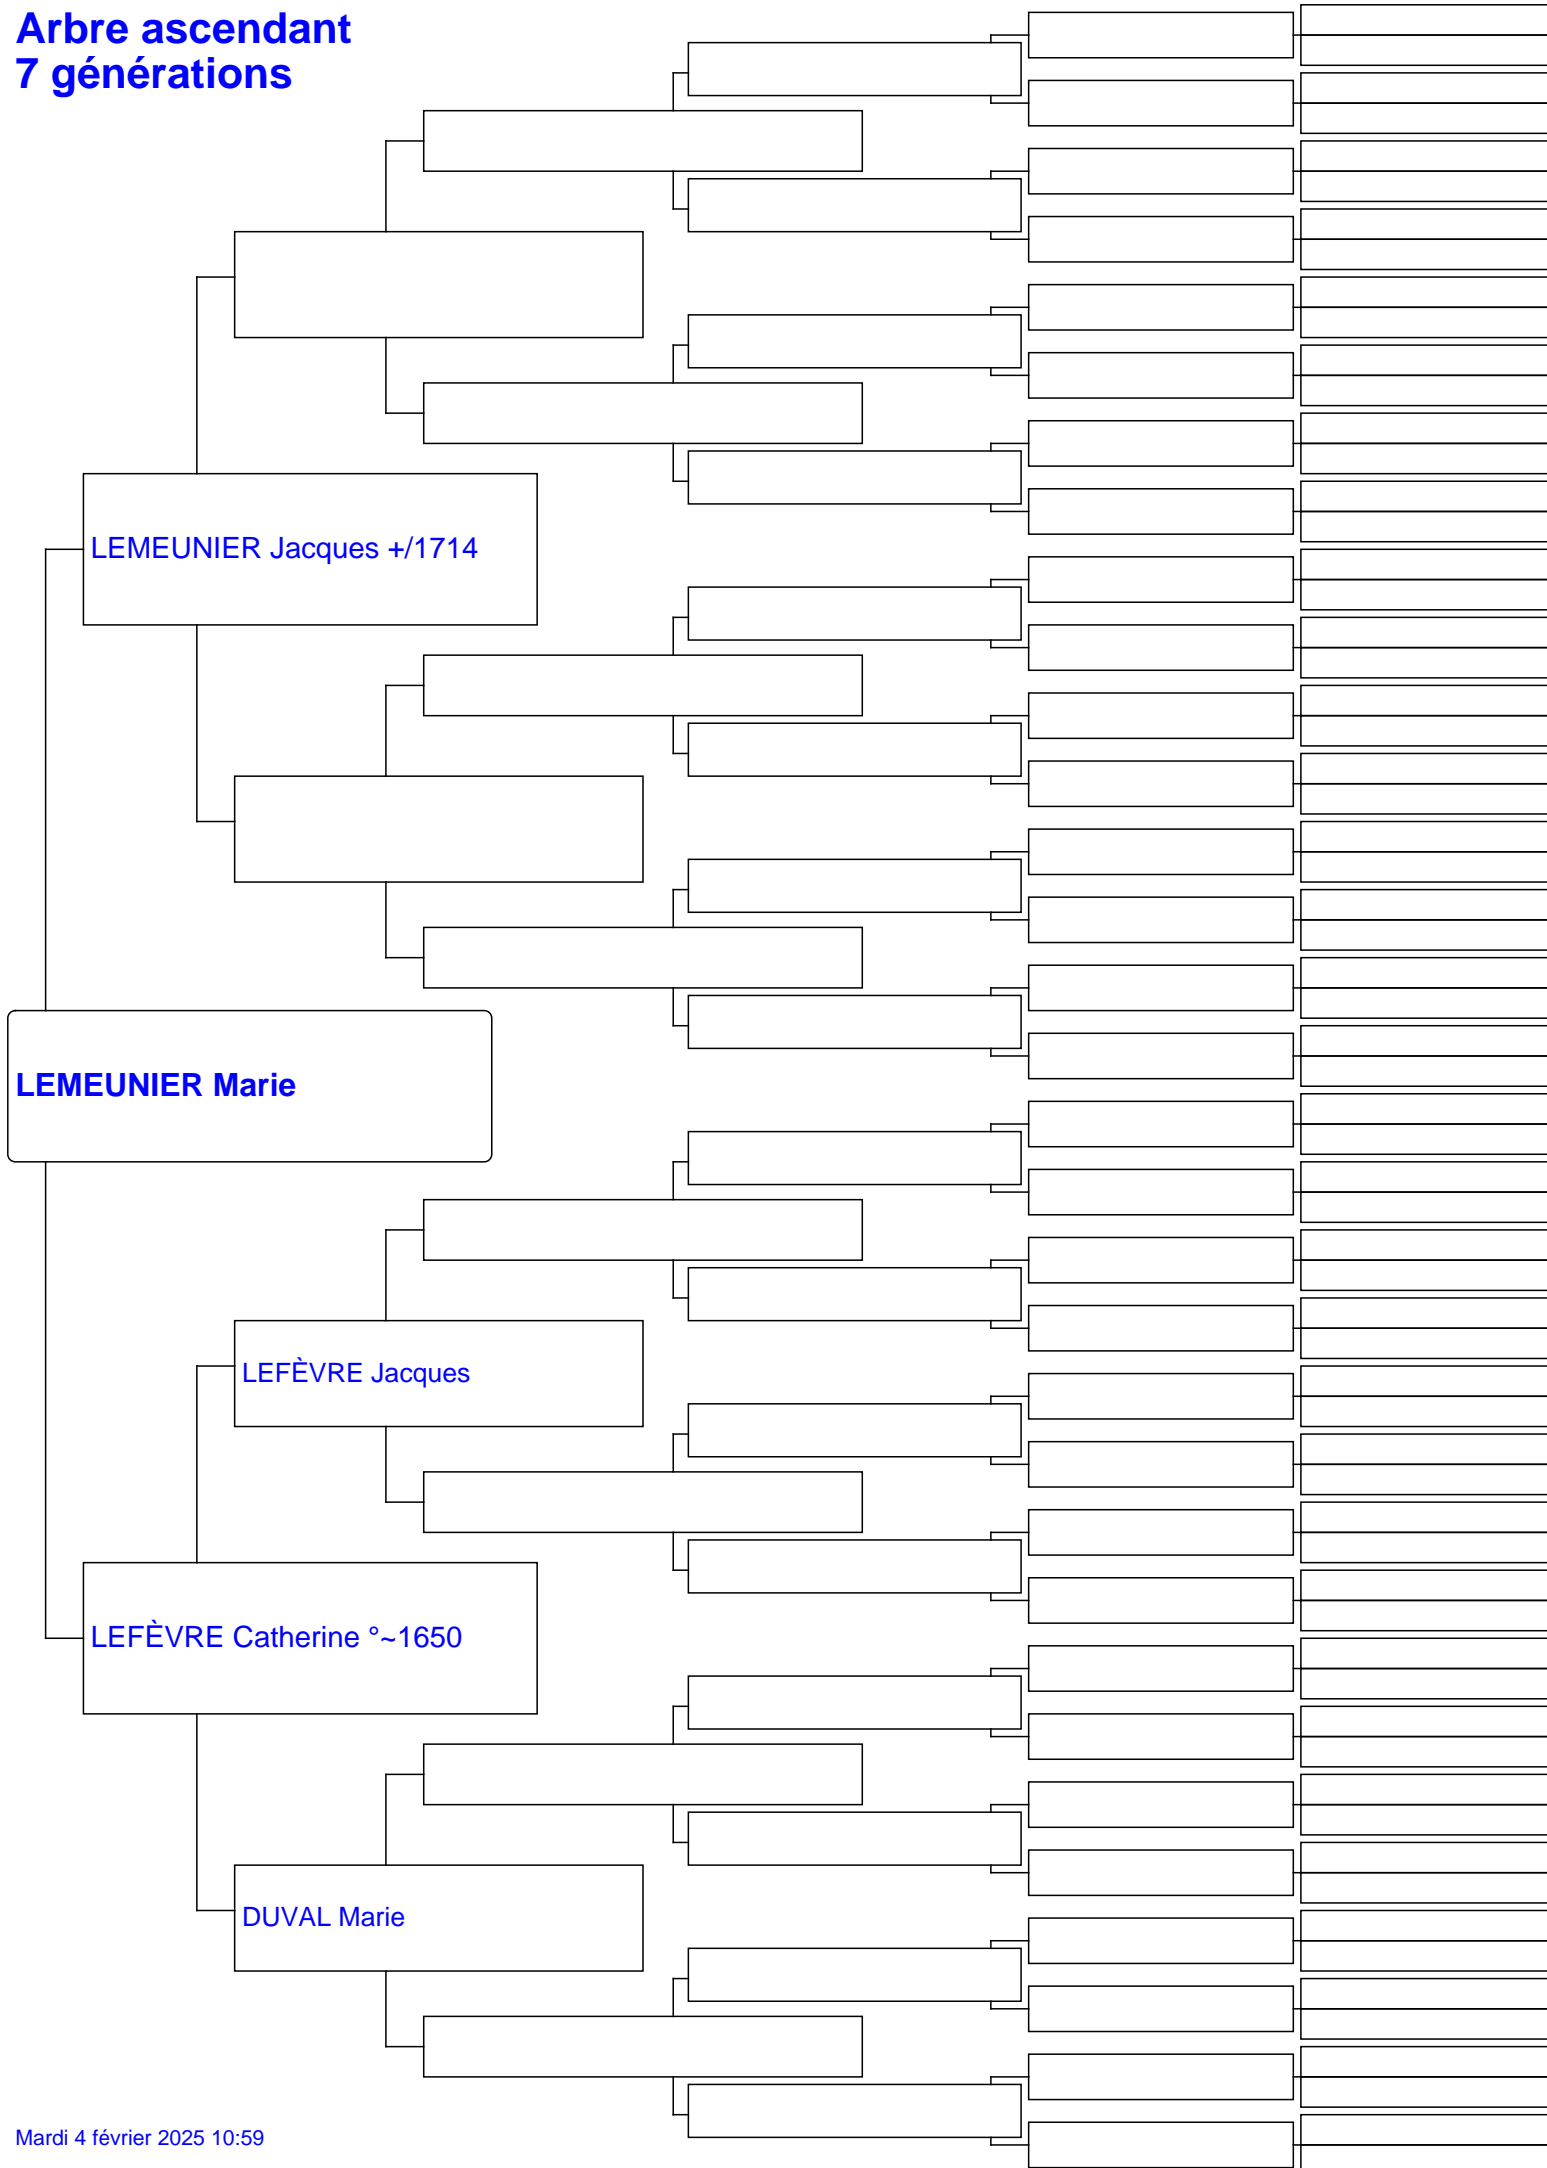 Arbre ascendant
7 générations
LEMEUNIER Jacques +/1714
LEMEUNIER Marie
LEFÈVRE Jacques
LEFÈVRE Catherine °~1650
DUVAL Marie
Mardi 4 février 2025 10:59